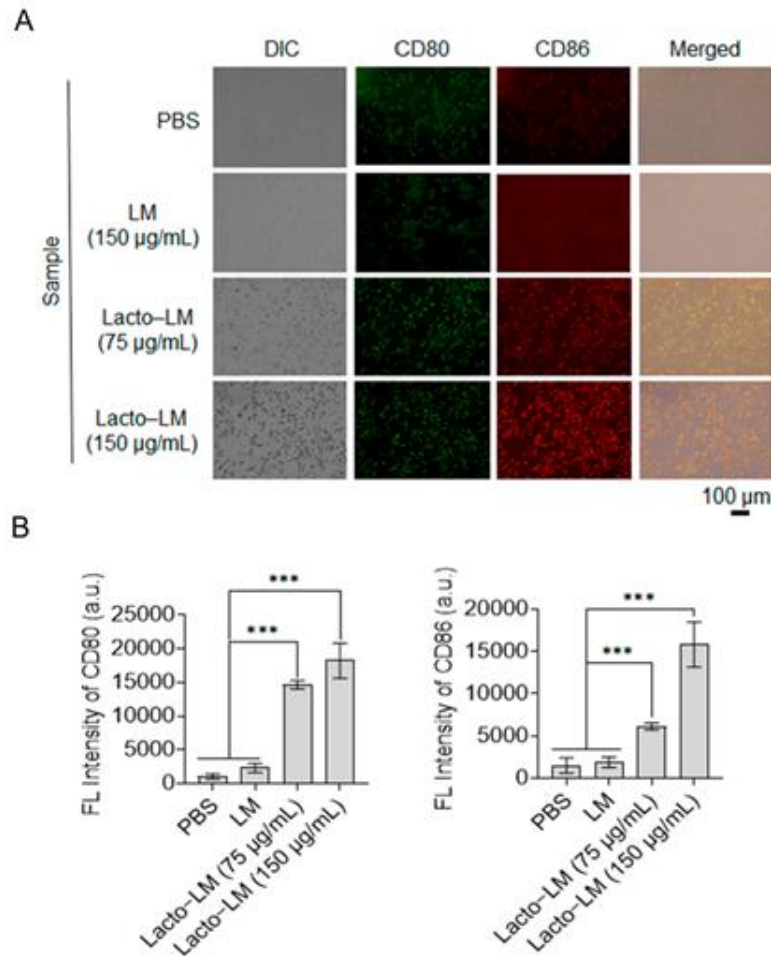 A
DIC CD80 CD86 Merged
Sample
PBS
LM
(150 µg/mL)
Lacto–LM
(75 µg/mL)
Lacto–LM
(150 µg/mL)
100 µm
B
FL Intensity of CD80 (a.u.)
25000
20000
15000
10000
5000
0
***
***
PBS
LM
Lacto–LM (75 µg/mL)
Lacto–LM (150 µg/mL)
FL Intensity of CD86 (a.u.)
20000
15000
10000
5000
0
***
***
PBS
LM
Lacto–LM (75 µg/mL)
Lacto–LM (150 µg/mL)